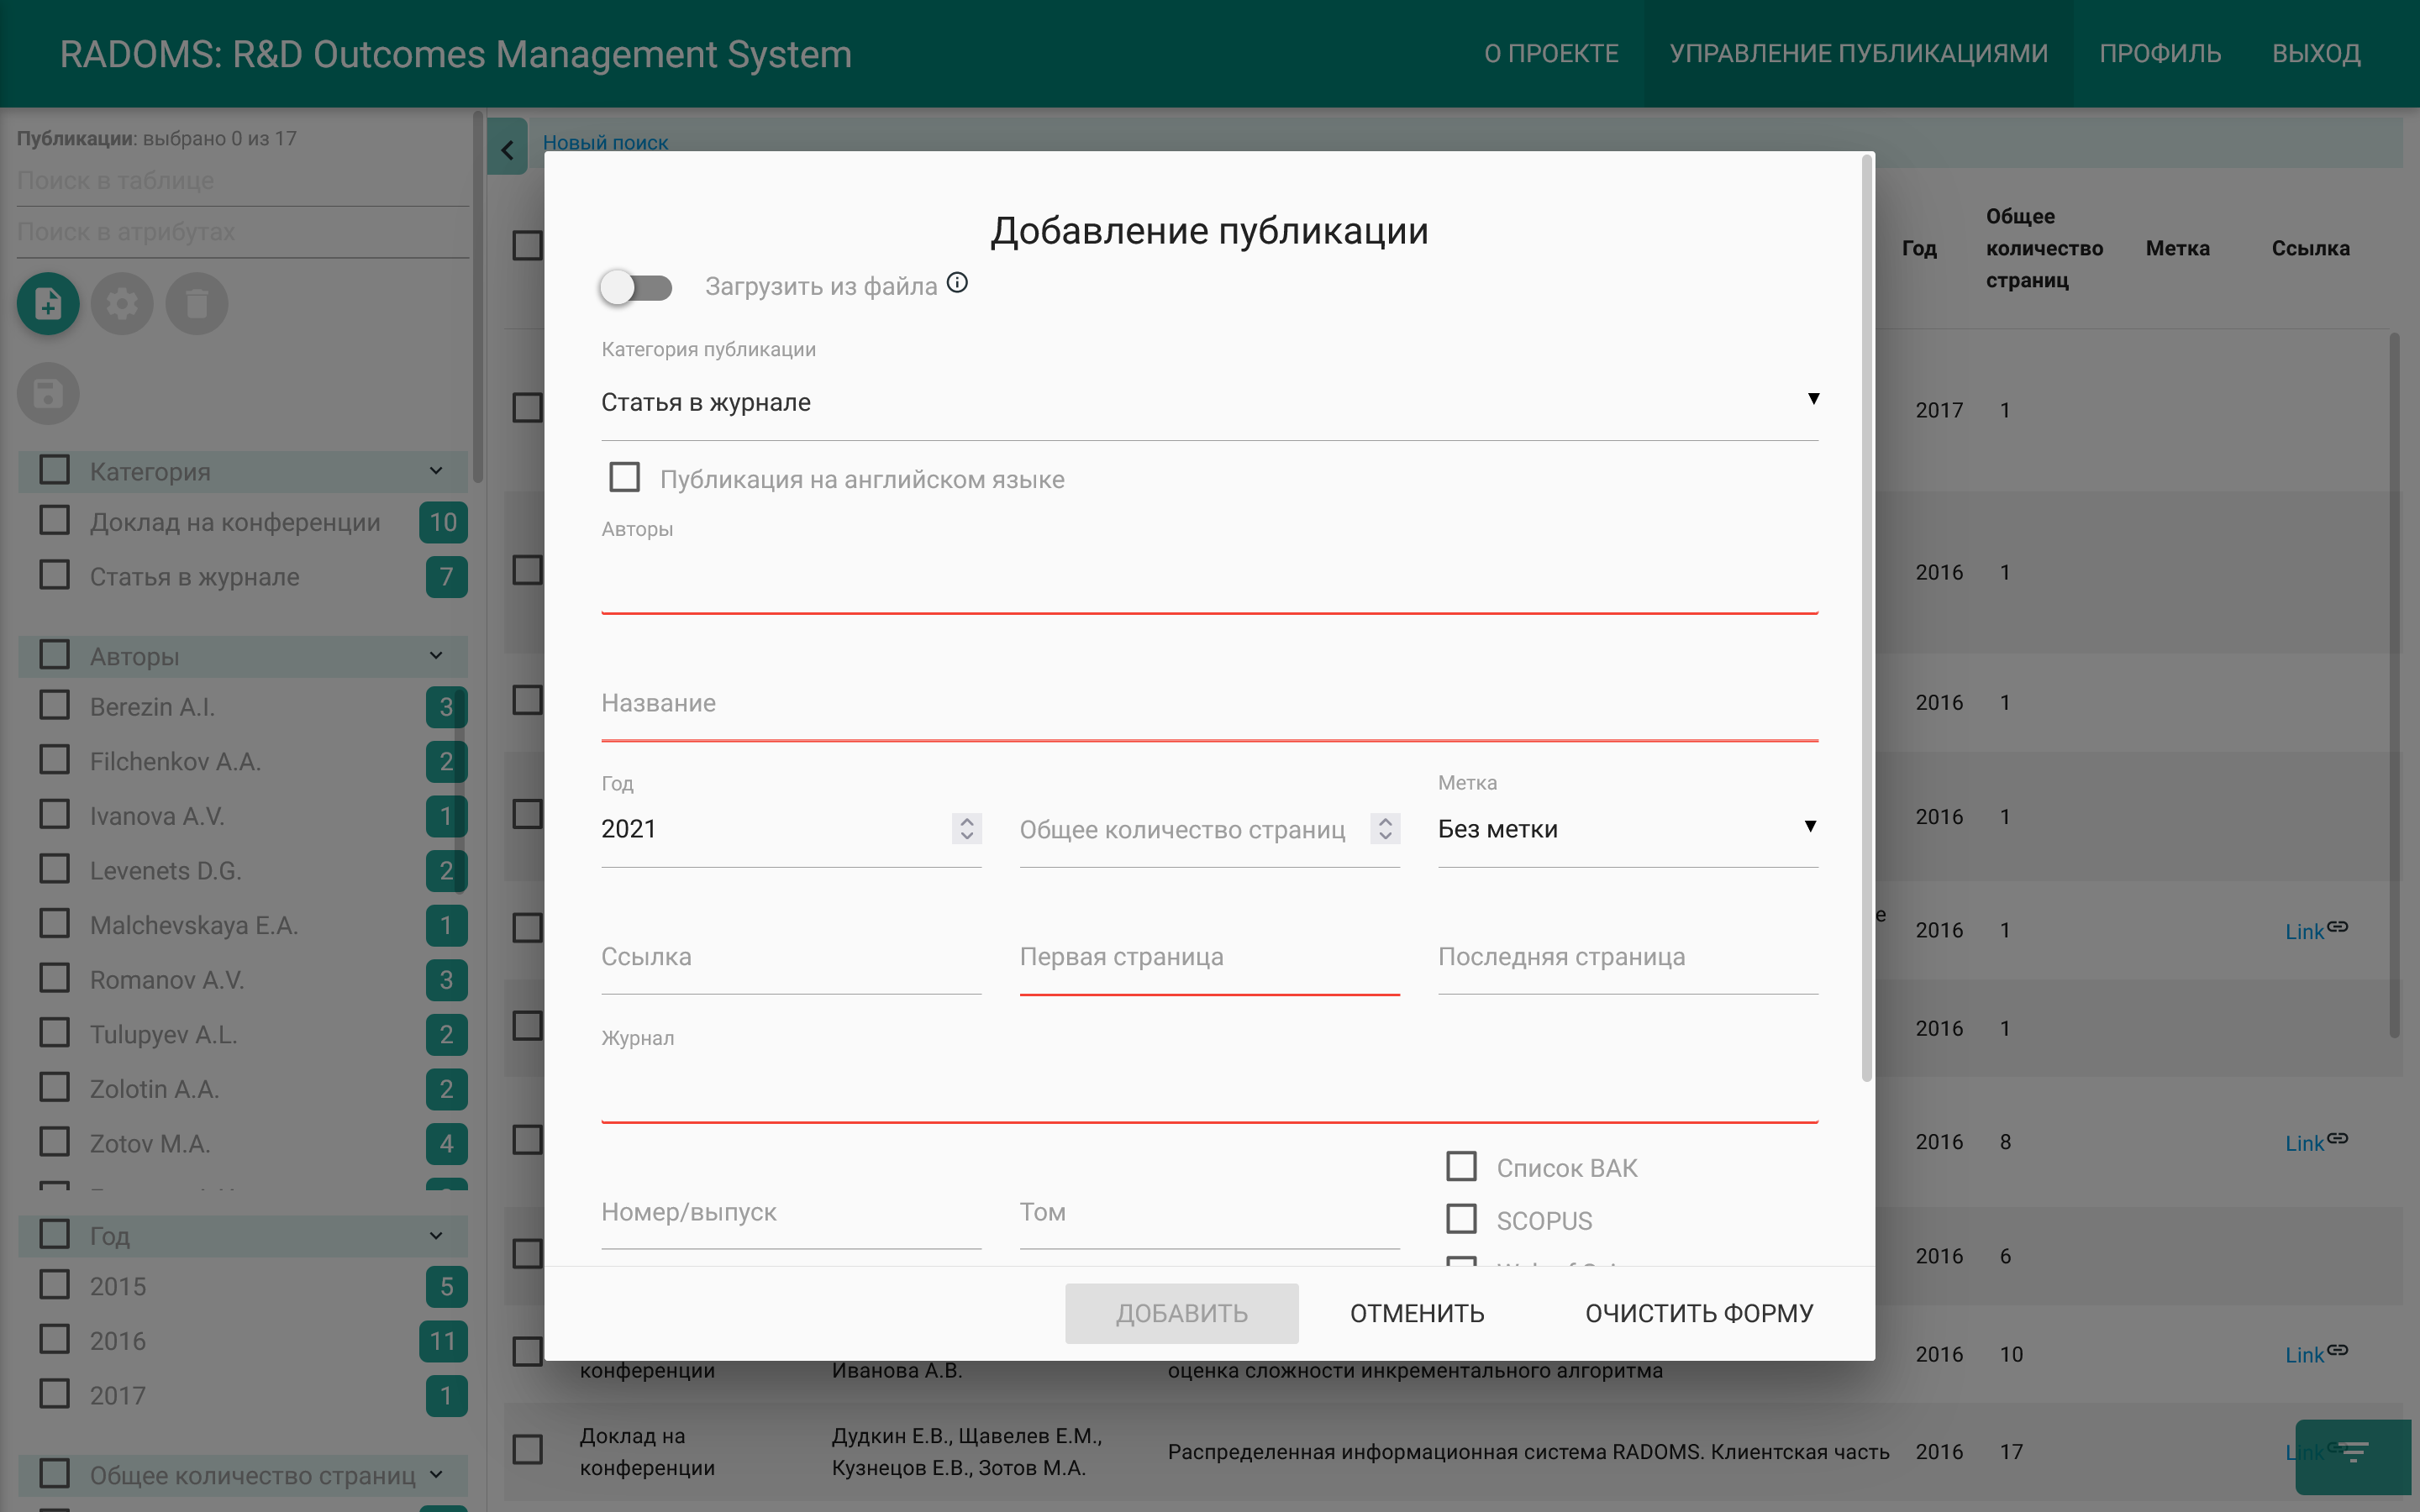 RADOMS: R&D Outcomes Management System
О ПРОЕКТЕ
УПРАВЛЕНИЕ ПУБЛИКАЦИЯМИ
ПРОФИЛЬ
ВЫХОД
Публикации: выбрано 0 из 17
Поиск в таблице
Поиск в атрибутах
Категория
Доклад на конференции 10
Статья в журнале 7
Авторы
Berezin A.I. 3
Filchenkov A.A. 2
Ivanova A.V. 1
Levenets D.G. 2
Malchevskaya E.A. 1
Romanov A.V. 3
Tulupyev A.L. 2
Zolotin A.A. 2
Zotov M.A. 4
Год
2015 5
2016 11
2017 1
Общее количество страниц
Новый поиск
Год
Общее
количество
страниц
Метка
Ссылка
2017 1
2016 1
2016 1
2016 1
е
2016 1 Link
2016 1
2016 8 Link
2016 6
2016 10 Link
конференции
Иванова А.В.
оценка сложности инкрементального алгоритма
Доклад на
конференции
Дудкин Е.В., Щавелев Е.М.,
Кузнецов Е.В., Зотов М.А.
Распределенная информационная система RADOMS. Клиентская часть
2016 17 Link
Добавление публикации
Загрузить из файла
Категория публикации
Статья в журнале
Публикация на английском языке
Авторы
Название
Год
2021
Общее количество страниц
Метка
Без метки
Ссылка
Первая страница
Последняя страница
Журнал
Номер/выпуск
Том
Список ВАК
SCOPUS
ДОБАВИТЬ
ОТМЕНИТЬ
ОЧИСТИТЬ ФОРМУ